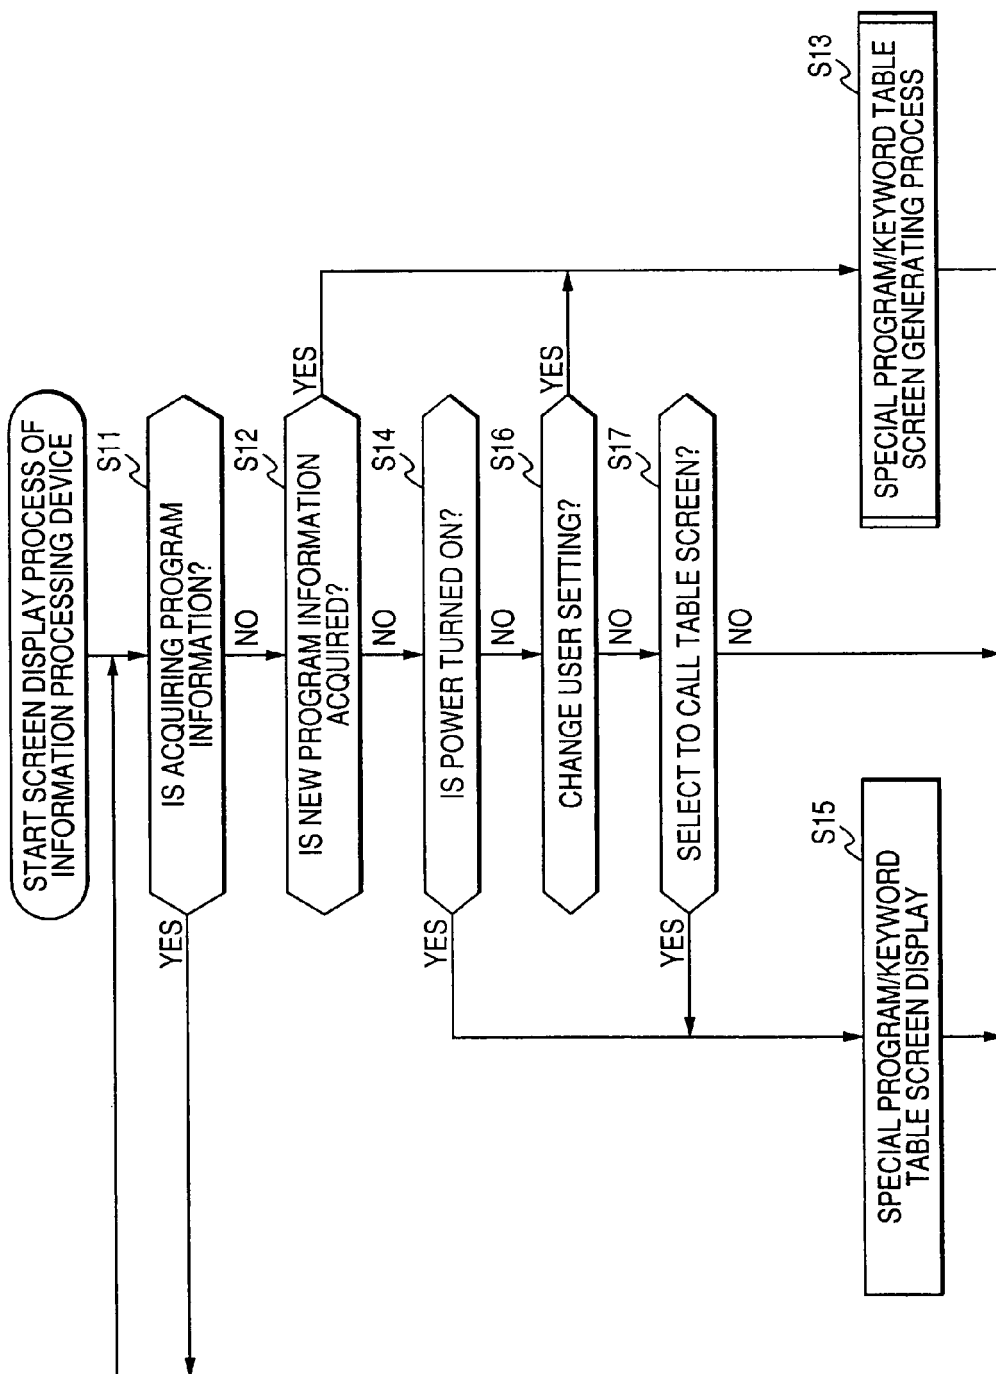 START SCREEN DISPLAY PROCESS OF
INFORMATION PROCESSING DEVICE
S11
IS ACQUIRING PROGRAM
INFORMATION?
YES
NO
S12
IS NEW PROGRAM INFORMATION
ACQUIRED?
YES
NO
S14
IS POWER TURNED ON?
YES
NO
S16
CHANGE USER SETTING?
YES
NO
S17
SELECT TO CALL TABLE SCREEN?
YES
NO
S15
SPECIAL PROGRAM/KEYWORD
TABLE SCREEN DISPLAY
S13
SPECIAL PROGRAM/KEYWORD TABLE
SCREEN GENERATING PROCESS